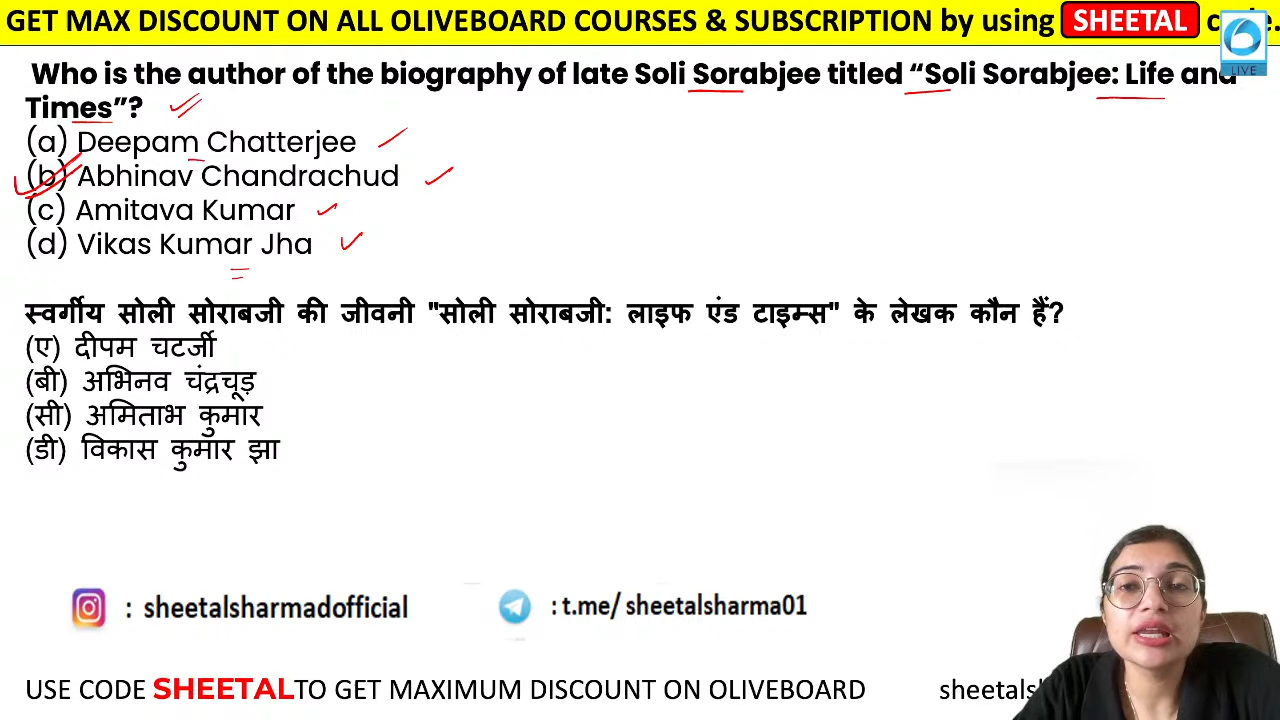 GET MAX DISCOUNT ON ALL OLIVEBOARD COURSES & SUBSCRIPTION by using SHEETAL code.
LIVE
Who is the author of the biography of late Soli Sorabjee titled “Soli Sorabjee: Life and
Times”?
(a) Deepam Chatterjee
(b) Abhinav Chandrachud
(c) Amitava Kumar
(d) Vikas Kumar Jha
स्वर्गीय सोली सोराबजी की जीवनी "सोली सोराबजी: लाइफ एंड टाइम्स" के लेखक कौन हैं?
(ए) दीपम चटर्जी
(बी) अभिनव चंद्रचूड़
(सी) अमिताभ कुमार
(डी) विकास कुमार झा
: sheetalsharmadofficial : t.me/ sheetalsharma01
USE CODE SHEETAL TO GET MAXIMUM DISCOUNT ON OLIVEBOARD